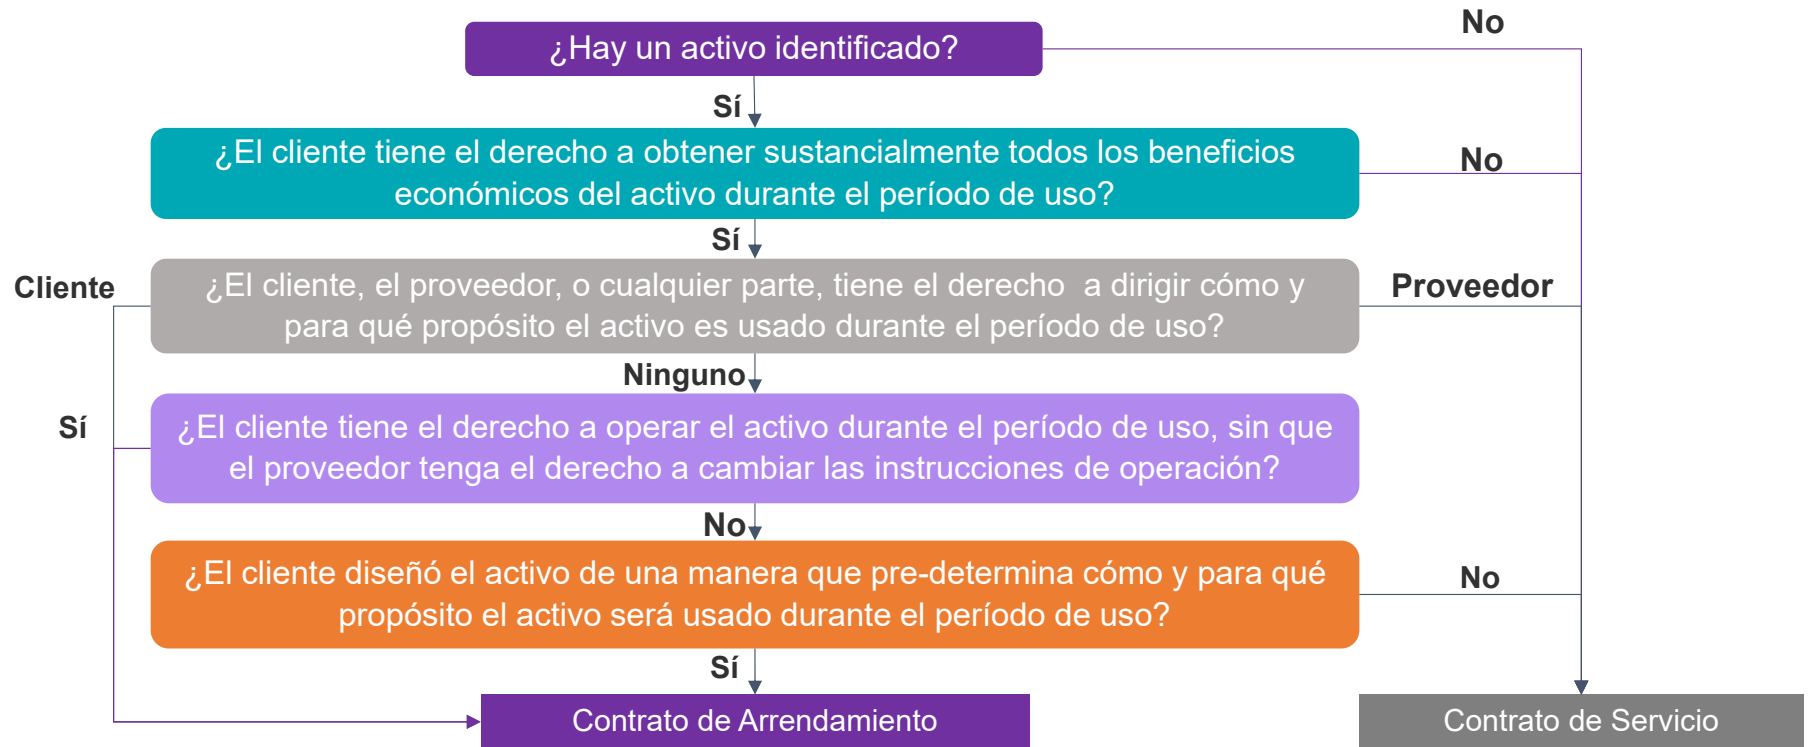 No
¿Hay un activo identificado?
Sí
¿El cliente tiene el derecho a obtener sustancialmente todos los beneficios
económicos del activo durante el período de uso?
No
Sí
Cliente
¿El cliente, el proveedor, o cualquier parte, tiene el derecho  a dirigir cómo y
para qué propósito el activo es usado durante el período de uso?
Proveedor
Ninguno
Sí
¿El cliente tiene el derecho a operar el activo durante el período de uso, sin que
el proveedor tenga el derecho a cambiar las instrucciones de operación?
No
¿El cliente diseñó el activo de una manera que pre-determina cómo y para qué
propósito el activo será usado durante el período de uso?
No
Sí
Contrato de Arrendamiento
Contrato de Servicio